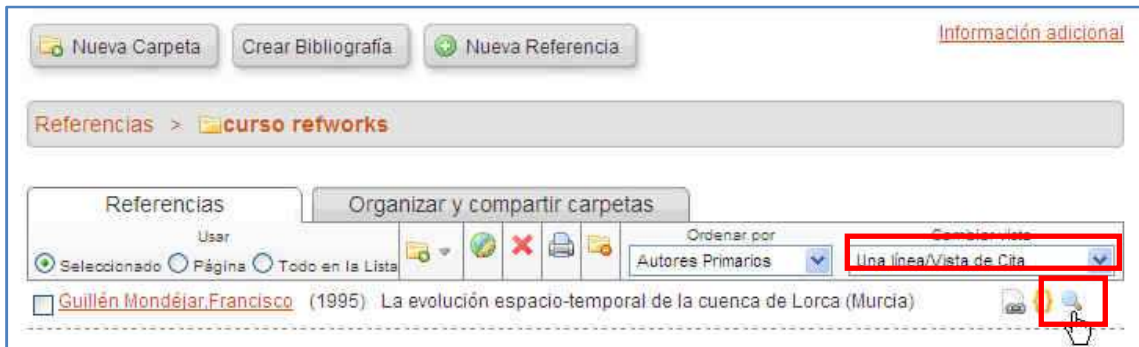 Nueva Carpeta Crear Bibliografía Nueva Referencia Información adicional
Referencias > curso refworks
Referencias Organizar y compartir carpetas
Usar Ordenar por Cambiar vista
Seleccionado Página Todo en la Lista Autores Primarios Una línea/Vista de Cita
Guillén Mondéjar,Francisco (1995) La evolución espacio-temporal de la cuenca de Lorca (Murcia)